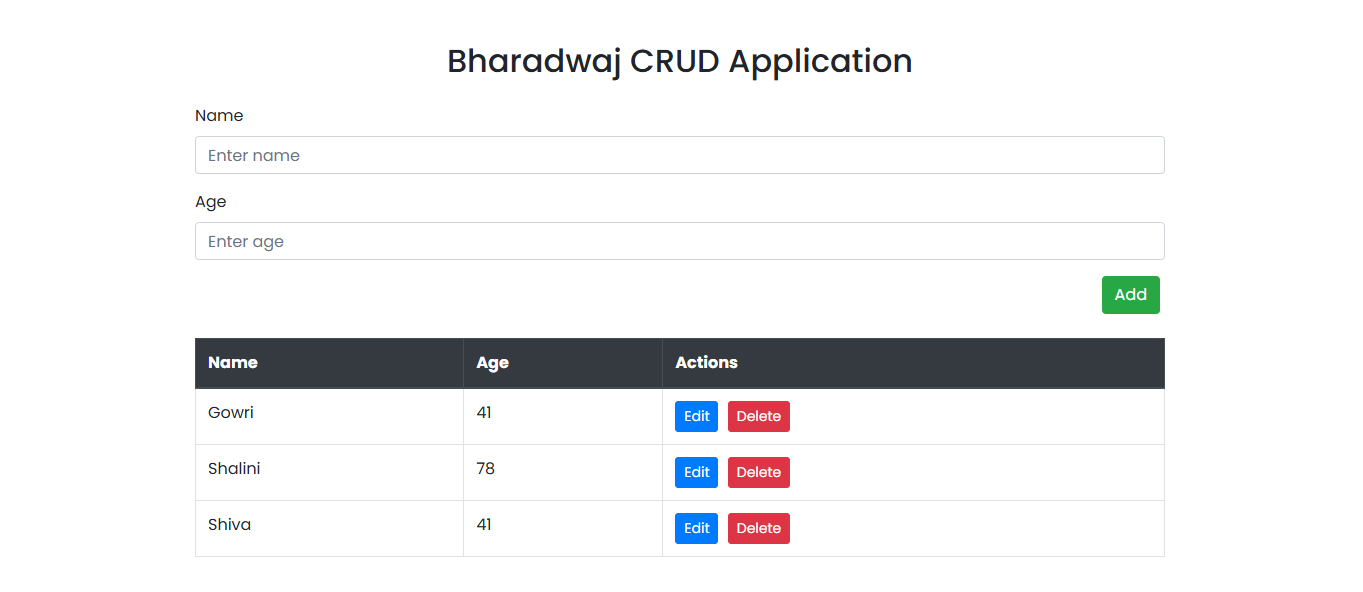 Bharadwaj CRUD Application
Name
Enter name
Age
Enter age
Add
Name Age Actions
Gowri 41 Edit Delete
Shalini 78 Edit Delete
Shiva 41 Edit Delete